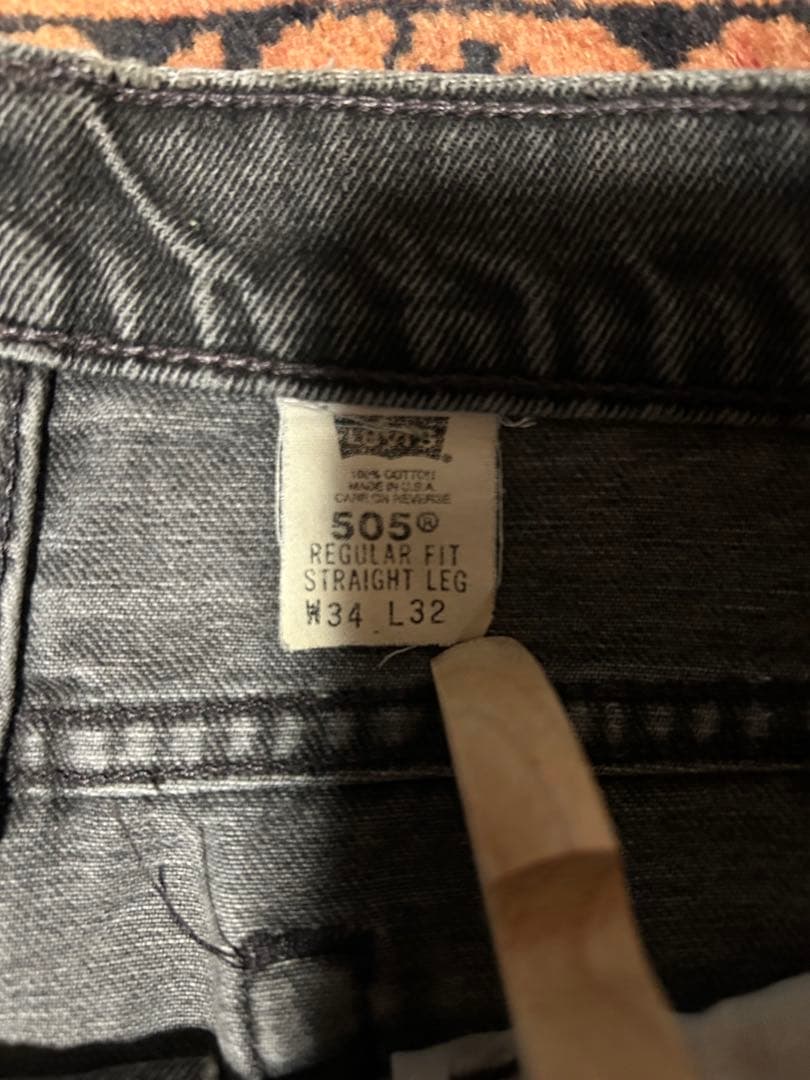 LEVI'S
100% COTTON
MADE IN U.S.A.
CARE ON REVERSE
505®
REGULAR FIT
STRAIGHT LEG
W34 L32